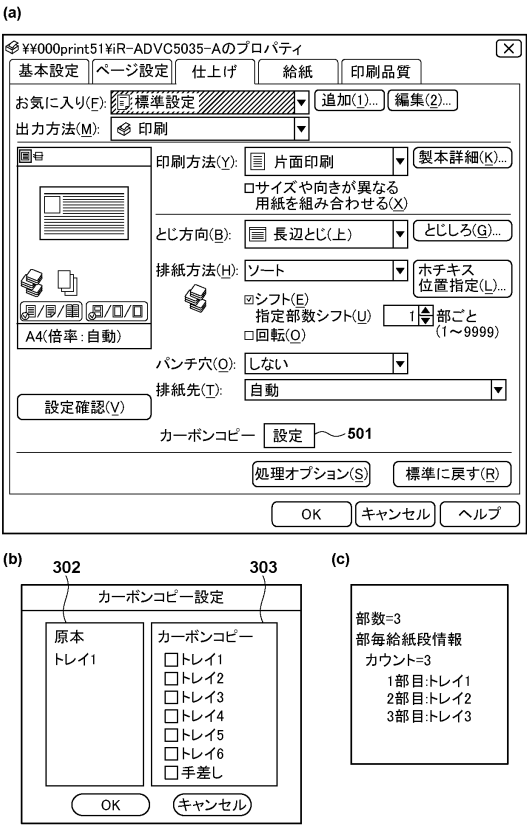 (a)
¥¥000print51¥iR-ADVC5035-Aのプロパティ
基本設定 ページ設定 仕上げ 給紙 印刷品質
お気に入り(F): 標準設定 追加(1)... 編集(2)...
出力方法(M): 印刷
印刷方法(Y): 片面印刷 製本詳細(K)...
サイズや向きが異なる
用紙を組み合わせる(X)
とじ方向(B): 長辺とじ(上) とじしろ(G)...
排紙方法(H): ソート ホチキス
位置指定(L)...
シフト(E)
指定部数シフト(U) 1 部ごと
(1～9999)
回転(O)
A4(倍率:自動)
パンチ穴(O): しない
排紙先(T): 自動
設定確認(V)
カーボンコピー 設定 501
処理オプション(S) 標準に戻す(R)
OK キャンセル ヘルプ
(b)
302 303
カーボンコピー設定
原本
トレイ1
カーボンコピー
トレイ1
トレイ2
トレイ3
トレイ4
トレイ5
トレイ6
手差し
OK キャンセル
(c)
部数=3
部毎給紙段情報
カウント=3
1部目:トレイ1
2部目:トレイ2
3部目:トレイ3